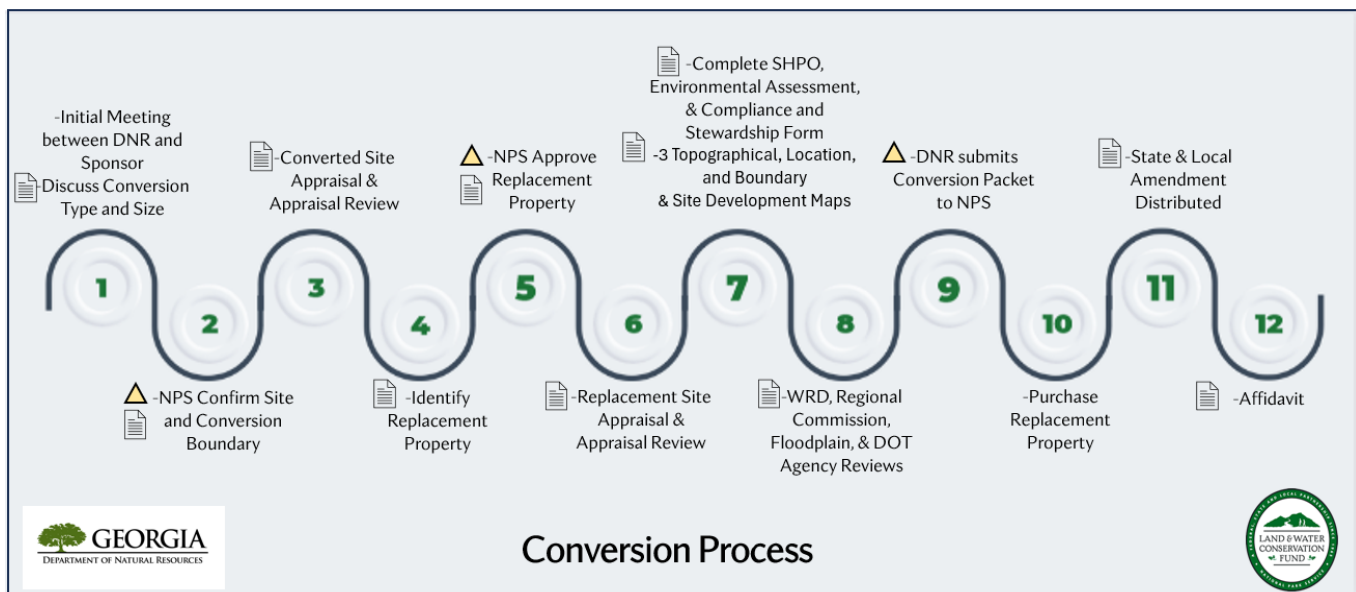 -Initial Meeting
between DNR and
Sponsor
-Discuss Conversion
Type and Size
-Converted Site
Appraisal &
Appraisal Review
-NPS Approve
Replacement
Property
-Complete SHPO,
Environmental Assessment,
& Compliance and
Stewardship Form
-3 Topographical, Location,
and Boundary
& Site Development Maps
-DNR submits
Conversion Packet
to NPS
-State & Local
Amendment
Distributed
1
2
3
4
5
6
7
8
9
10
11
12
-NPS Confirm Site
and Conversion
Boundary
-Identify
Replacement
Property
-Replacement Site
Appraisal &
Appraisal Review
-WRD, Regional
Commission,
Floodplain, & DOT
Agency Reviews
-Purchase
Replacement
Property
-Affidavit
GEORGIA
DEPARTMENT OF NATURAL RESOURCES
Conversion Process
LAND & WATER
CONSERVATION
FUND
NATIONAL PARK SERVICE